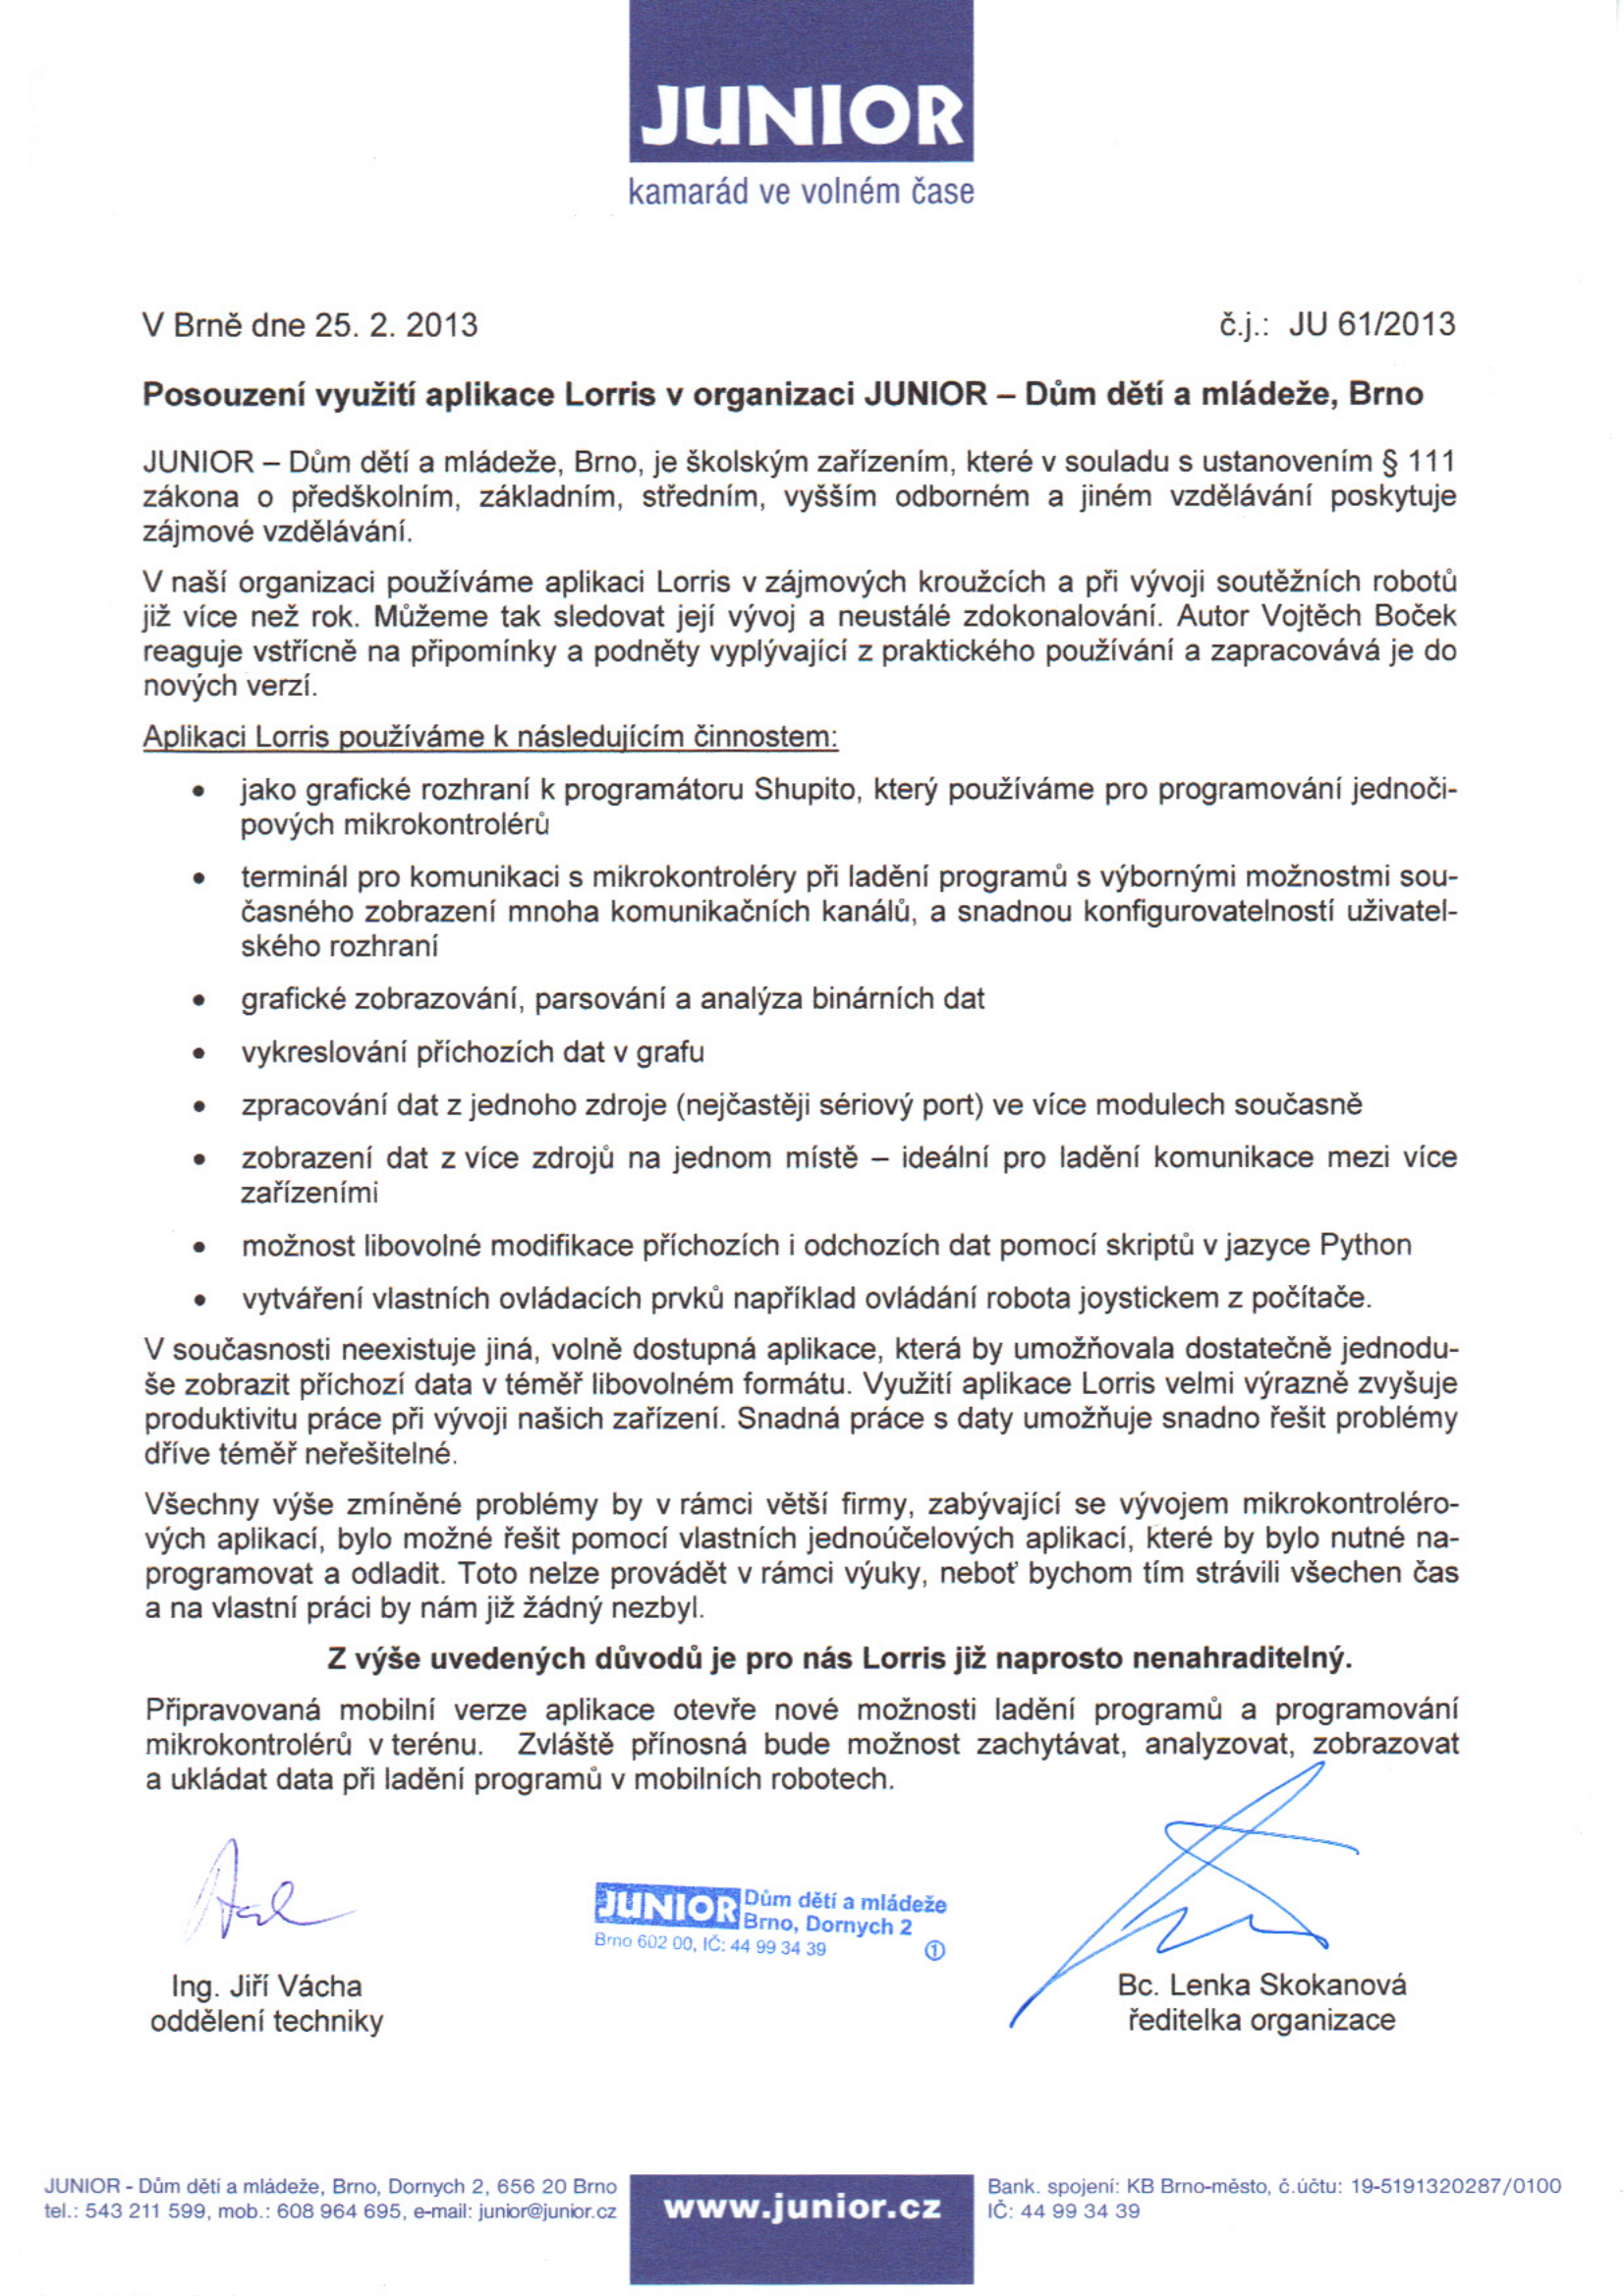 JUNIOR
kamarád ve volném čase
V Brně dne 25. 2. 2013 č.j.: JU 61/2013
Posouzení využití aplikace Lorris v organizaci JUNIOR – Dům dětí a mládeže, Brno
JUNIOR – Dům dětí a mládeže, Brno, je školským zařízením, které v souladu s ustanovením § 111
zákona o předškolním, základním, středním, vyšším odborném a jiném vzdělávání poskytuje
zájmové vzdělávání.
V naší organizaci používáme aplikaci Lorris v zájmových kroužcích a při vývoji soutěžních robotů
již více než rok. Můžeme tak sledovat její vývoj a neustálé zdokonalování. Autor Vojtěch Boček
reaguje vstřícně na připomínky a podněty vyplývající z praktického používání a zapracovává je do
nových verzí.
Aplikaci Lorris používáme k následujícím činnostem:
• jako grafické rozhraní k programátoru Shupito, který používáme pro programování jednoči-
pových mikrokontrolérů
• terminál pro komunikaci s mikrokontroléry při ladění programů s výbornými možnostmi sou-
časného zobrazení mnoha komunikačních kanálů, a snadnou konfigurovatelností uživatel-
ského rozhraní
• grafické zobrazování, parsování a analýza binárních dat
• vykreslování příchozích dat v grafu
• zpracování dat z jednoho zdroje (nejčastěji sériový port) ve více modulech současně
• zobrazení dat z více zdrojů na jednom místě – ideální pro ladění komunikace mezi více
zařízeními
• možnost libovolné modifikace příchozích i odchozích dat pomocí skriptů v jazyce Python
• vytváření vlastních ovládacích prvků například ovládání robota joystickem z počítače.
V současnosti neexistuje jiná, volně dostupná aplikace, která by umožňovala dostatečně jednodu-
še zobrazit příchozí data v téměř libovolném formátu. Využití aplikace Lorris velmi výrazně zvyšuje
produktivitu práce při vývoji našich zařízení. Snadná práce s daty umožňuje snadno řešit problémy
dříve téměř neřešitelné.
Všechny výše zmíněné problémy by v rámci větší firmy, zabývající se vývojem mikrokontroléro-
vých aplikací, bylo možné řešit pomocí vlastních jednoúčelových aplikací, které by bylo nutné na-
programovat a odladit. Toto nelze provádět v rámci výuky, neboť bychom tím strávili všechen čas
a na vlastní práci by nám již žádný nezbyl.
Z výše uvedených důvodů je pro nás Lorris již naprosto nenahraditelný.
Připravovaná mobilní verze aplikace otevře nové možnosti ladění programů a programování
mikrokontrolérů v terénu. Zvláště přínosná bude možnost zachytávat, analyzovat, zobrazovat
a ukládat data při ladění programů v mobilních robotech.
JUNIOR Dům dětí a mládeže
Brno, Dornych 2
Brno 602 00, IČ: 44 99 34 39 1
Ing. Jiří Vácha
oddělení techniky
Bc. Lenka Skokanová
ředitelka organizace
JUNIOR - Dům dětí a mládeže, Brno, Dornych 2, 656 20 Brno
tel.: 543 211 599, mob.: 608 964 695, e-mail: junior@junior.cz
www.junior.cz
Bank. spojení: KB Brno-město, č.účtu: 19-5191320287/0100
IČ: 44 99 34 39